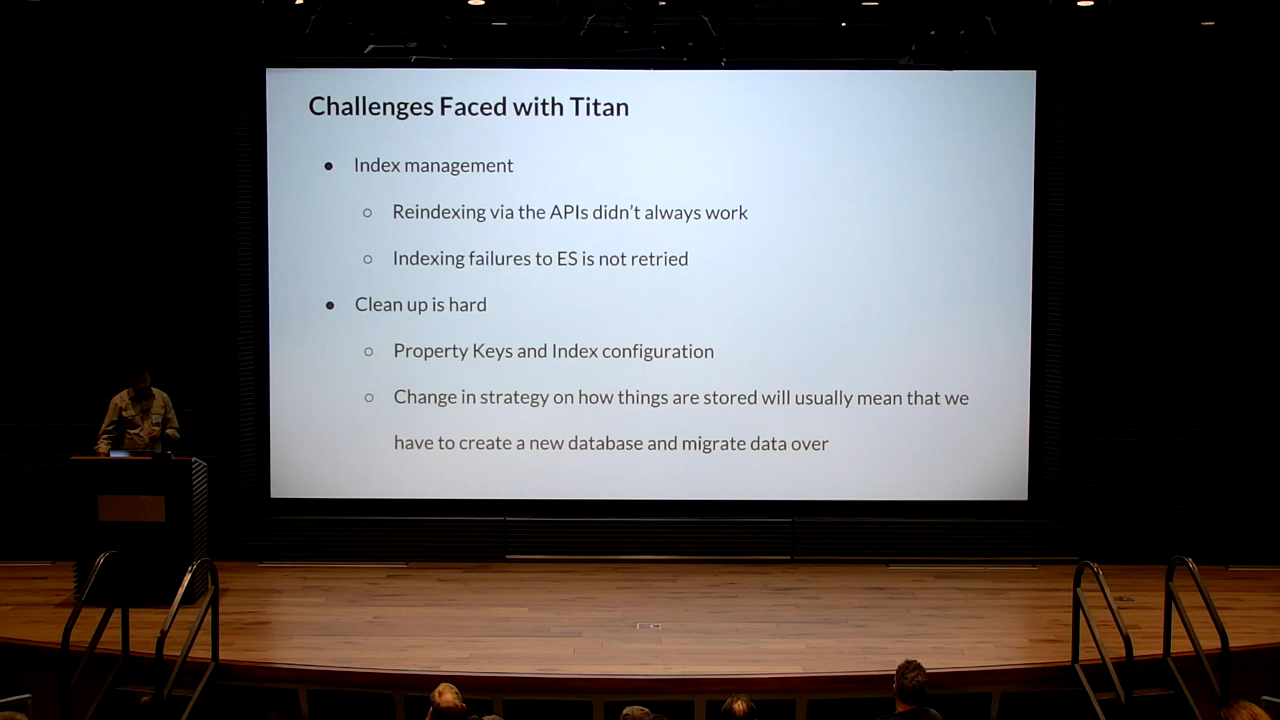 Challenges Faced with Titan
● Index management
○ Reindexing via the APIs didn't always work
○ Indexing failures to ES is not retried
● Clean up is hard
○ Property Keys and Index configuration
○ Change in strategy on how things are stored will usually mean that we
have to create a new database and migrate data over